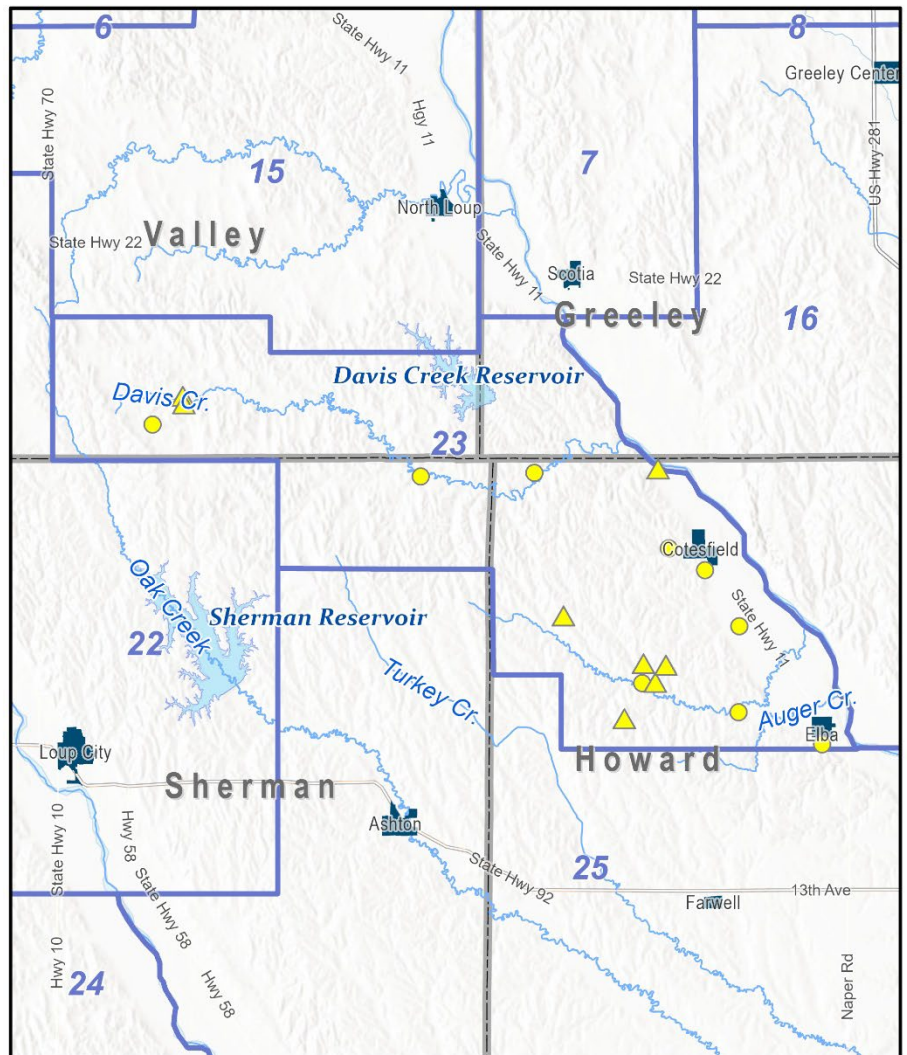 6
State Hwy 11
8
Greeley Center
State Hwy 70
Hgy 11
US Hwy 281
15
7
North Loup
State Hwy 22
Valley
State Hwy 11
Scotia
State Hwy 22
Greeley
16
Davis Creek Reservoir
Davis Cr.
23
Cotesfield
Oak Creek
State Hwy 11
Sherman Reservoir
22
Turkey Cr.
Auger Cr.
Elba
Loup City
Howard
Sherman
Ashton
State Hwy 10
Hwy 58
State Hwy 92
25
13th Ave
State Hwy 58
Farwell
Hwy 10
24
Hwy 58
Naper Rd